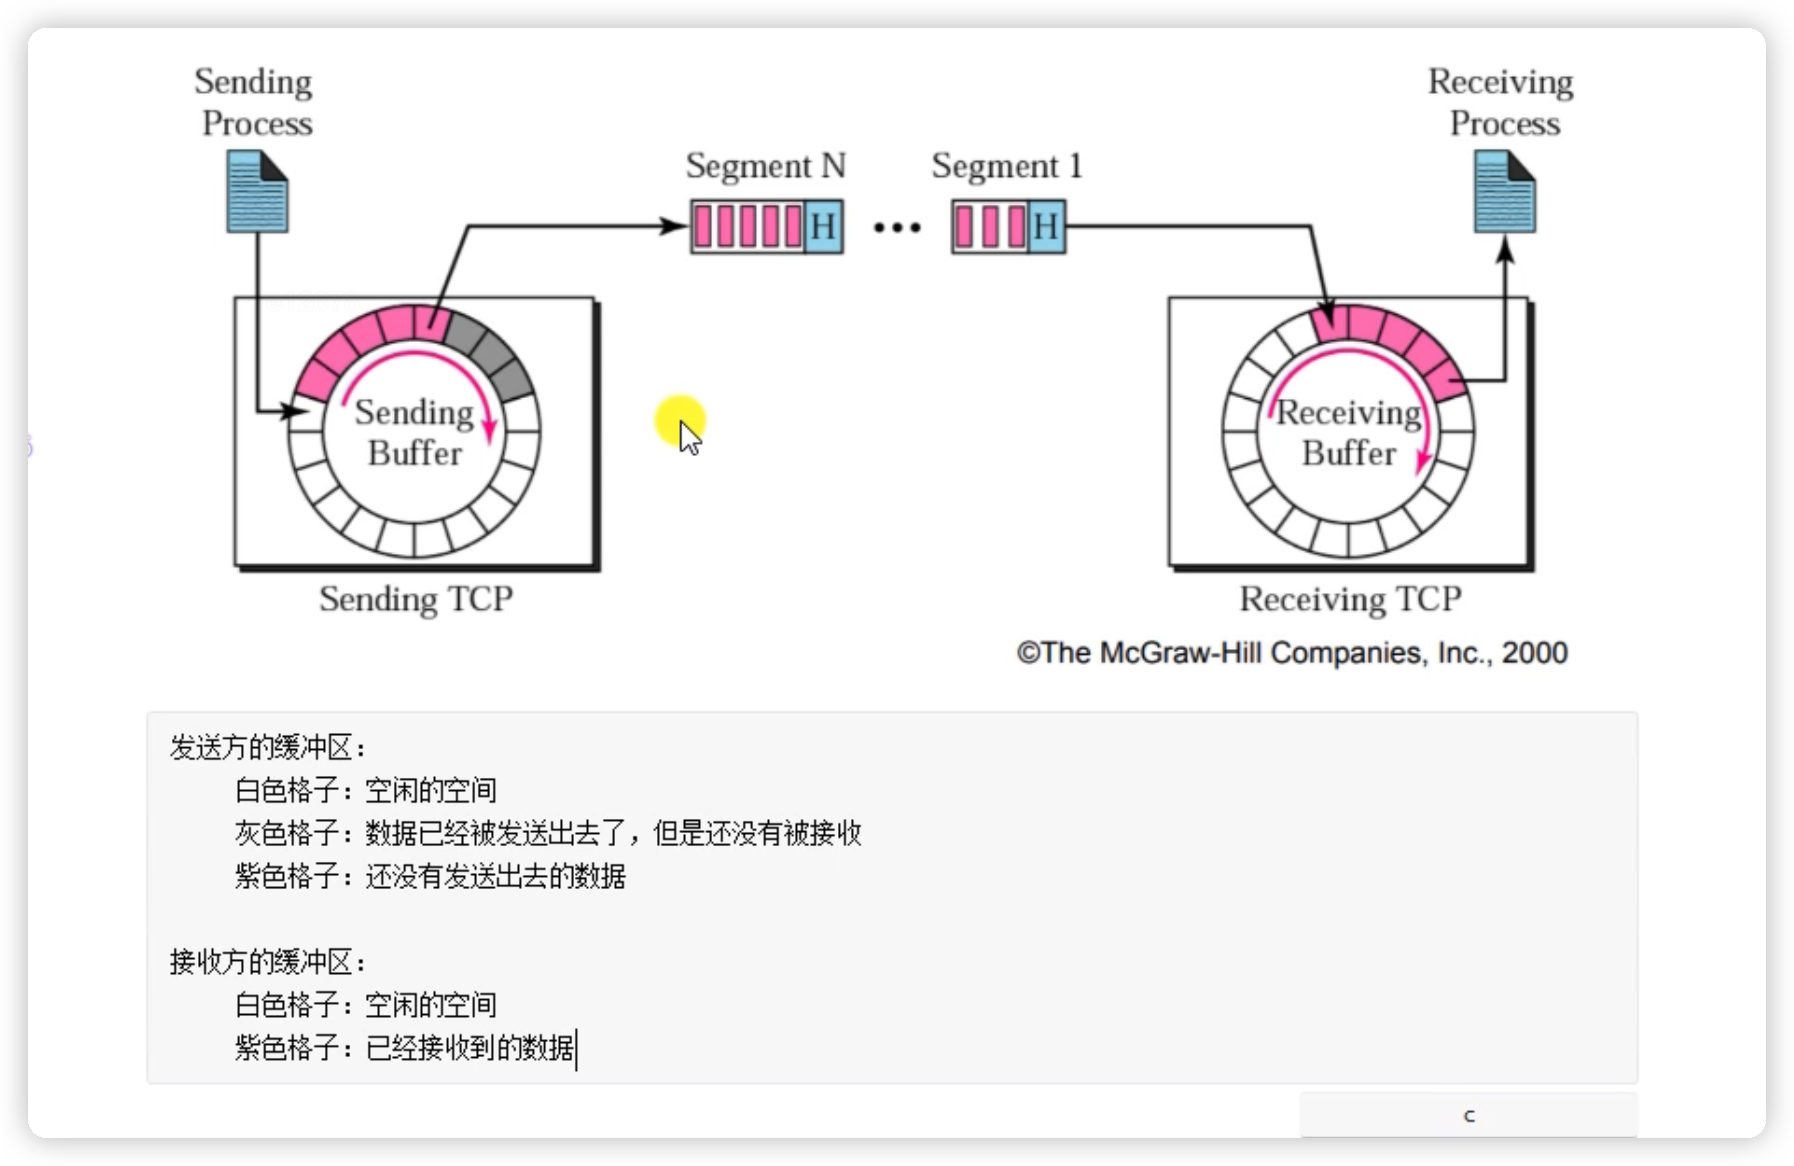 Sending
Process
Receiving
Process
Segment N
Segment 1
H
H
Sending
Buffer
Receiving
Buffer
Sending TCP
Receiving TCP
©The McGraw-Hill Companies, Inc., 2000
发送方的缓冲区：
白色格子：空闲的空间
灰色格子：数据已经被发送出去了，但是还没有被接收
紫色格子：还没有发送出去的数据
接收方的缓冲区：
白色格子：空闲的空间
紫色格子：已经接收到的数据
c